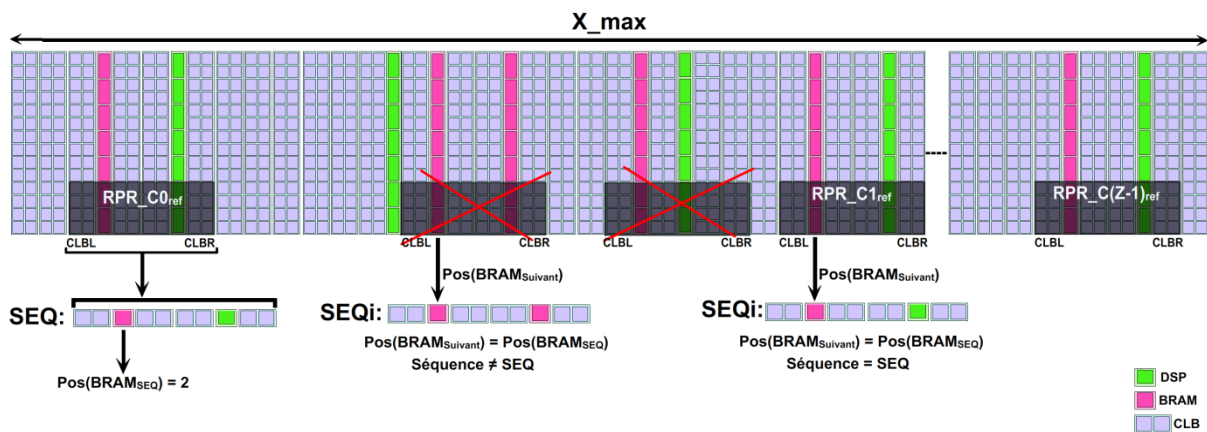 X_max
RPR_C0ref
RPR_C1ref
RPR_C(Z-1)ref
CLBL CLBR CLBL CLBR CLBL CLBR CLBL CLBR CLBL CLBR
Pos(BRAMSuivant)
Pos(BRAMSuivant)
SEQ:
SEQi:
SEQi:
Pos(BRAMSEQ) = 2
Pos(BRAMSuivant) = Pos(BRAMSEQ)
Séquence ≠ SEQ
Pos(BRAMSuivant) = Pos(BRAMSEQ)
Séquence = SEQ
DSP
BRAM
CLB